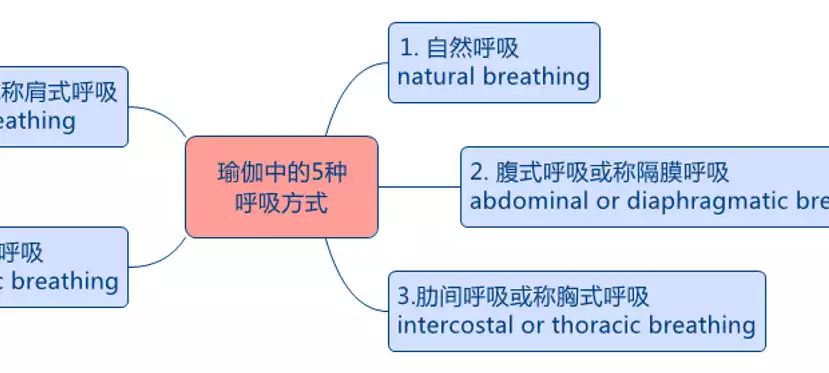 1. 自然呼吸
natural breathing
称肩式呼吸
eathing
瑜伽中的5种
呼吸方式
2. 腹式呼吸或称隔膜呼吸
abdominal or diaphragmatic bre
呼吸
c breathing
3.肋间呼吸或称胸式呼吸
intercostal or thoracic breathing